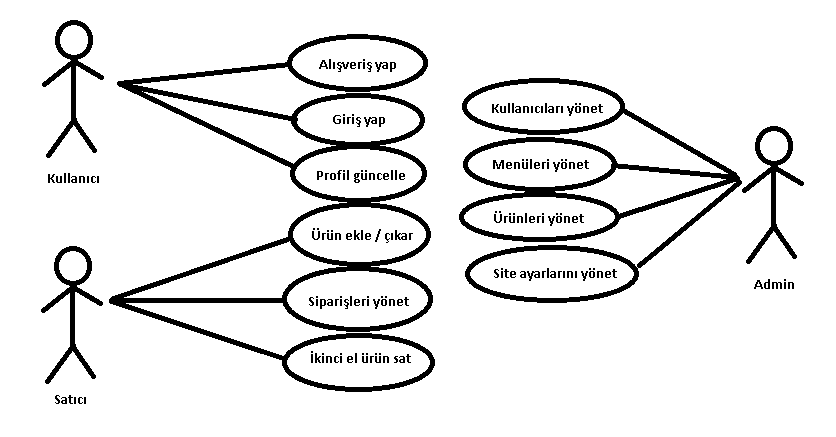 Alışveriş yap
Giriş yap
Profil güncelle
Kullanıcı
Ürün ekle / çıkar
Siparişleri yönet
İkinci el ürün sat
Satıcı
Kullanıcıları yönet
Menüleri yönet
Ürünleri yönet
Site ayarlarını yönet
Admin